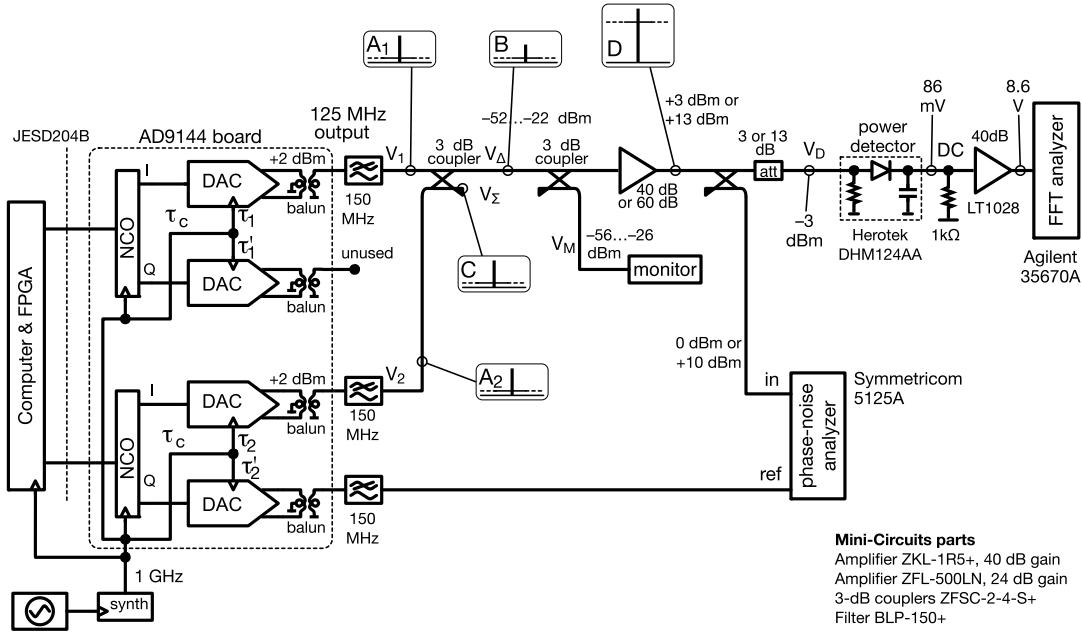 JESD204B
AD9144 board
125 MHz
output
A1
B
D
−52...−22 dBm
+3 dBm or
+13 dBm
86
mV
8.6
V
I
DAC
+2 dBm
balun
150
MHz
V1
3 dB
coupler
VΔ
VΣ
3 dB
coupler
40 dB
or 60 dB
3 or 13
dB
att
VD
−3
dBm
power
detector
DC
40dB
LT1028
1kΩ
Herotek
DHM124AA
FFT analyzer
Agilent
35670A
NCO
τc
τ1
τ'1
Q
DAC
balun
unused
C
VM
−56...−26
dBm
monitor
Computer & FPGA
0 dBm or
+10 dBm
I
DAC
+2 dBm
balun
150
MHz
V2
A2
in
Symmetricom
5125A
phase-noise
analyzer
ref
NCO
τc
τ2
τ'2
Q
DAC
balun
150
MHz
1 GHz
synth
Mini-Circuits parts
Amplifier ZKL-1R5+, 40 dB gain
Amplifier ZFL-500LN, 24 dB gain
3-dB couplers ZFSC-2-4-S+
Filter BLP-150+